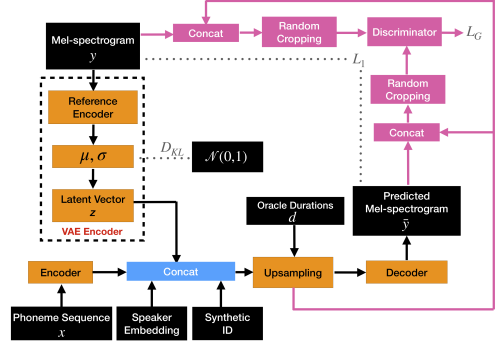 Mel-spectrogram
y
Concat
Random
Cropping
Discriminator
L_G
L_1
Reference
Encoder
Random
Cropping
μ, σ
D_KL
𝒩(0,1)
Concat
Latent Vector
z
VAE Encoder
Oracle Durations
d
Predicted
Mel-spectrogram
ȳ
Encoder
Concat
Upsampling
Decoder
Phoneme Sequence
x
Speaker
Embedding
Synthetic
ID